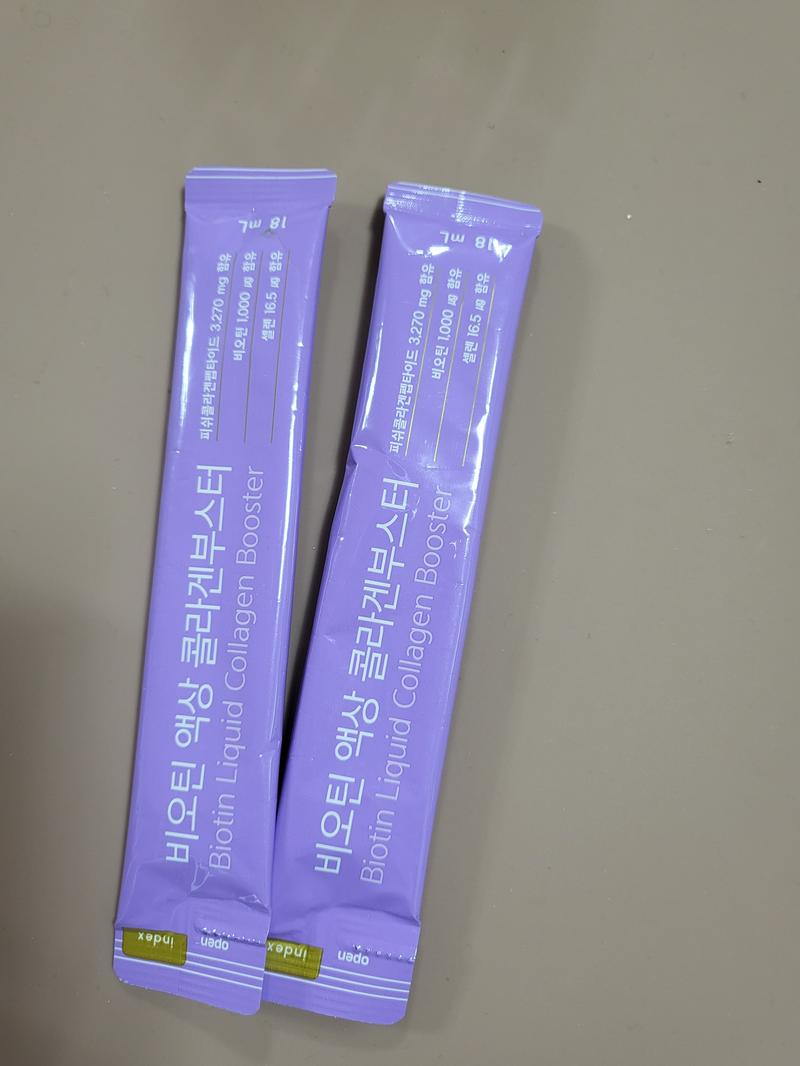 비오틴 액상 콜라겐부스터
Biotin Liquid Collagen Booster
피쉬콜라겐펩타이드 3,270 mg 함유
비오틴 1,000 µg 함유
셀렌 16.5 µg 함유
18 mL
index
open
비오틴 액상 콜라겐부스터
Biotin Liquid Collagen Booster
피쉬콜라겐펩타이드 3,270 mg 함유
비오틴 1,000 µg 함유
셀렌 16.5 µg 함유
18 mL
index
open